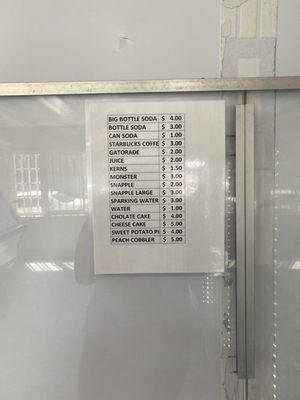 BIG BOTTLE SODA $ 4.00
BOTTLE SODA $ 3.00
CAN SODA $ 1.00
STARBUCKS COFFE $ 3.00
GATORADE $ 2.00
JUICE $ 2.00
KERNS $ 1.50
MONSTER $ 3.00
SNAPPLE $ 2.00
SNAPPLE LARGE $ 3.00
SPARKING WATER $ 3.00
WATER $ 1.00
CHOLATE CAKE $ 4.00
CHEESE CAKE $ 5.00
SWEET POTATO PI $ 4.00
PEACH COBBLER $ 5.00